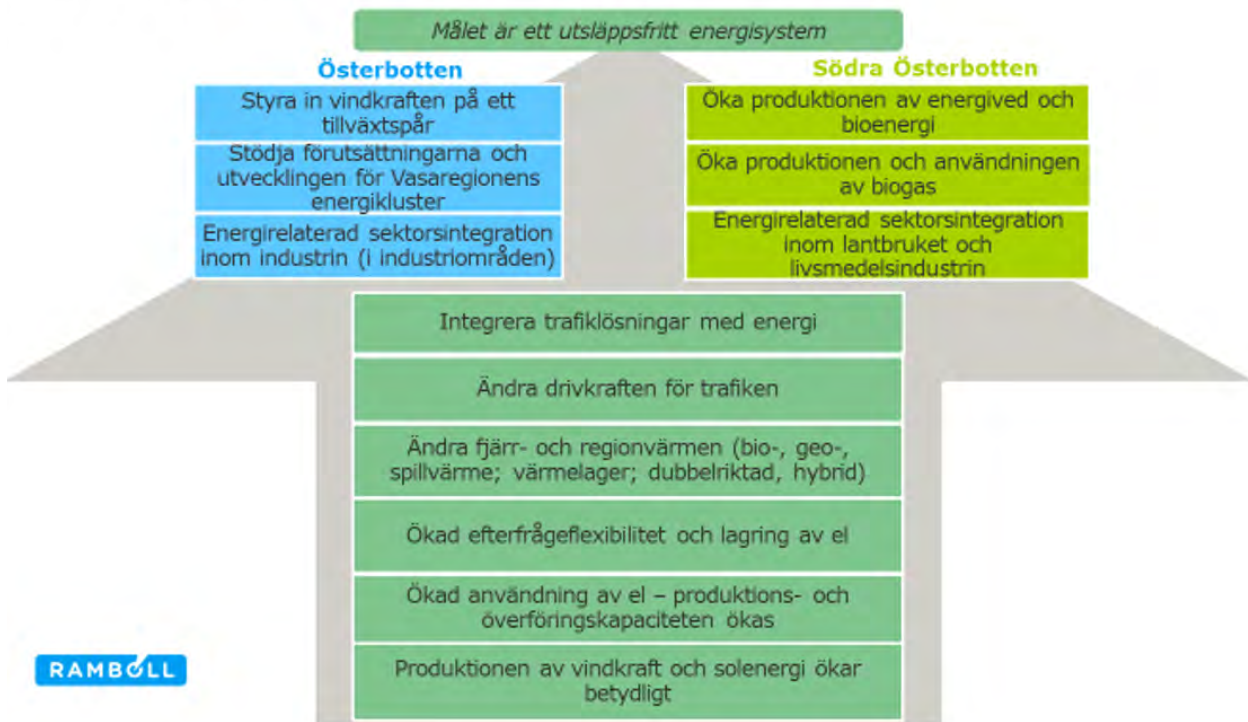 Målet är ett utsläppsfritt energisystem
Österbotten
Styra in vindkraften på ett
tillväxtspår
Stödja förutsättningarna och
utvecklingen för Vasaregionens
energikluster
Energirelaterad sektorsintegration
inom industrin (i industriområden)
Södra Österbotten
Öka produktionen av energived och
bioenergi
Öka produktionen och användningen
av biogas
Energirelaterad sektorsintegration
inom lantbruket och
livsmedelsindustrin
Integrera trafiklösningar med energi
Ändra drivkraften för trafiken
Ändra fjärr- och regionvärmen (bio-, geo-,
spillvärme; värmelager; dubbelriktad, hybrid)
Ökad efterfrågeflexibilitet och lagring av el
Ökad användning av el – produktions- och
överföringskapaciteten ökas
Produktionen av vindkraft och solenergi ökar
betydligt
RAMBOLL